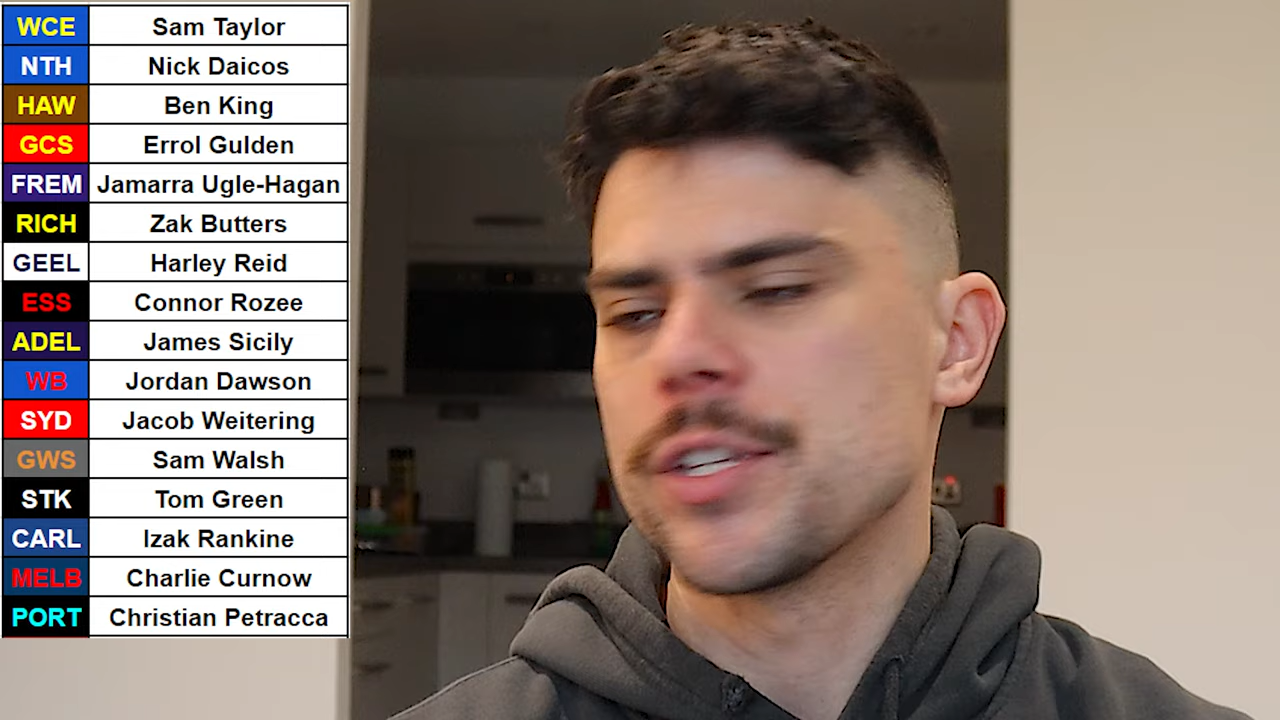 WCE Sam Taylor
NTH Nick Daicos
HAW Ben King
GCS Errol Gulden
FREM Jamarra Ugle-Hagan
RICH Zak Butters
GEEL Harley Reid
ESS Connor Rozee
ADEL James Sicily
WB Jordan Dawson
SYD Jacob Weitering
GWS Sam Walsh
STK Tom Green
CARL Izak Rankine
MELB Charlie Curnow
PORT Christian Petracca